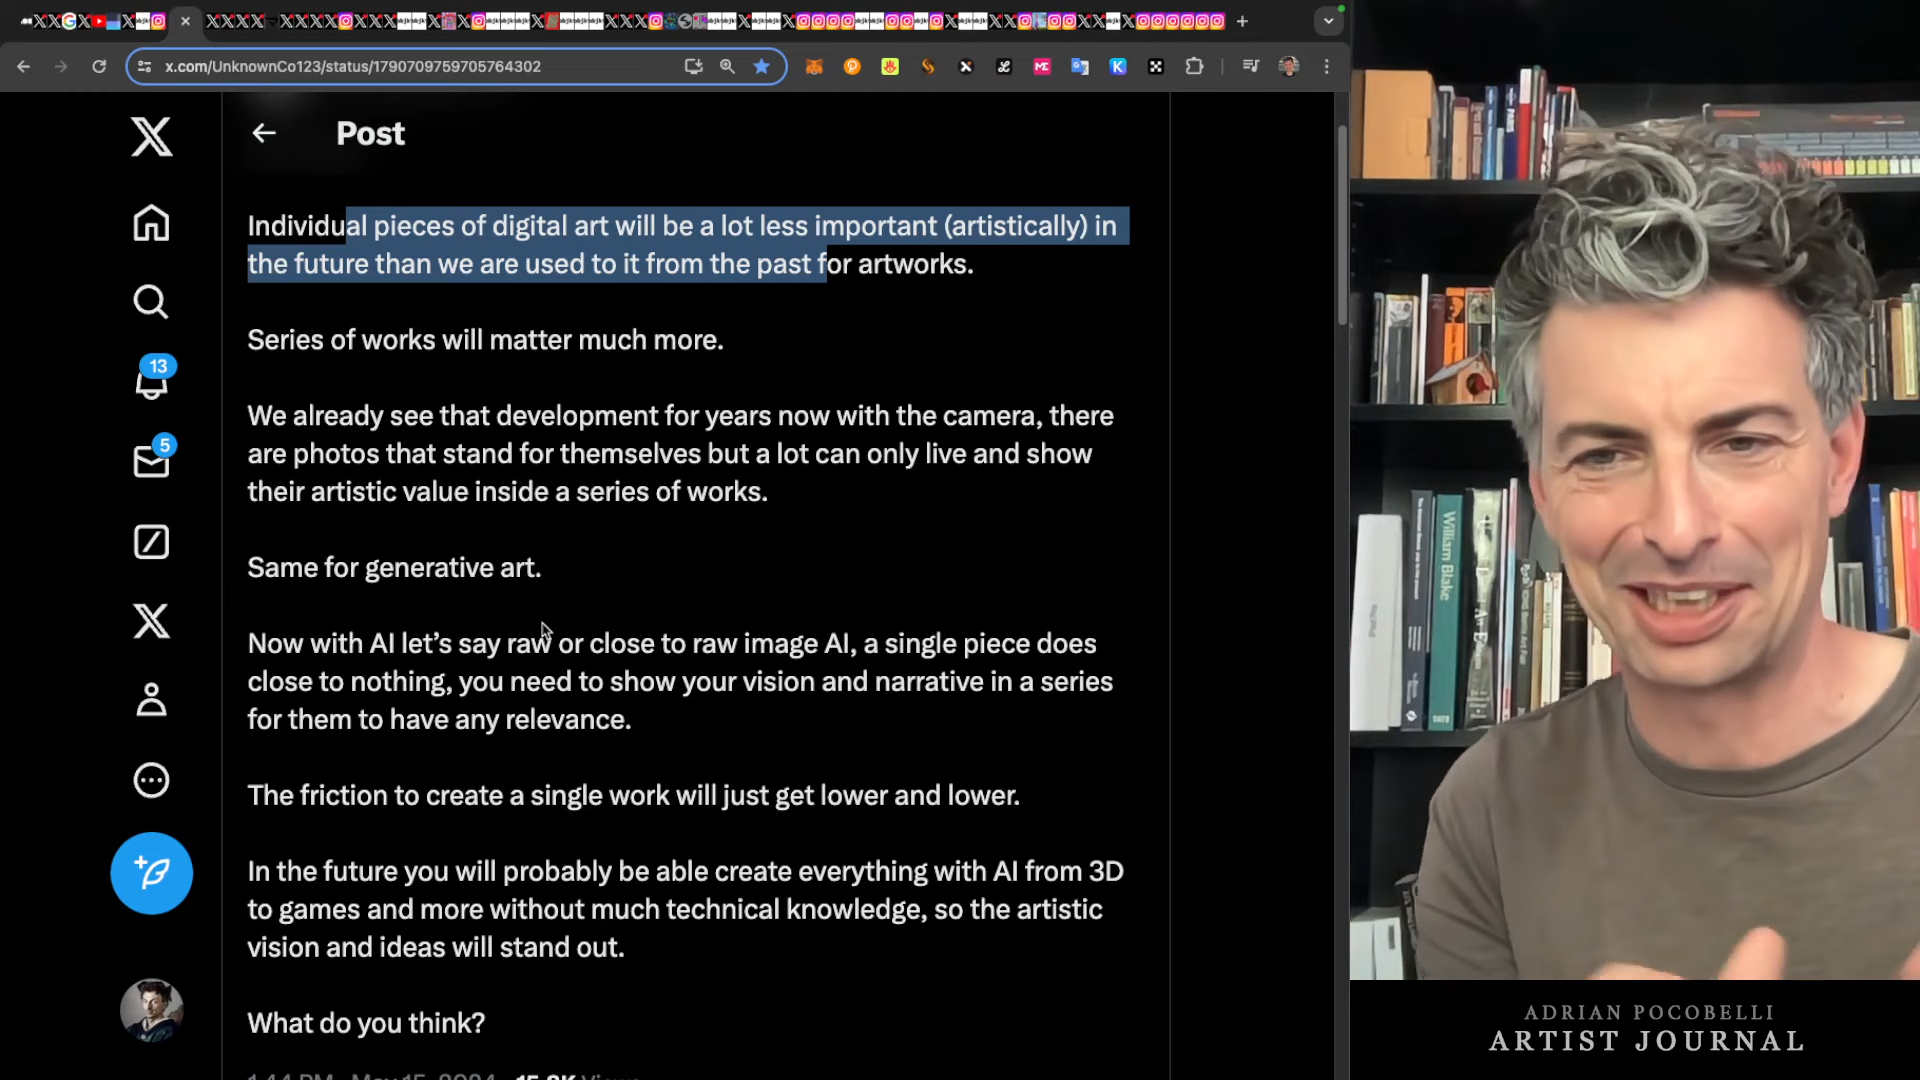 x.com/UnknownCo123/status/1790709759705764302
Post
Individual pieces of digital art will be a lot less important (artistically) in
the future than we are used to it from the past for artworks.
Series of works will matter much more.
We already see that development for years now with the camera, there
are photos that stand for themselves but a lot can only live and show
their artistic value inside a series of works.
Same for generative art.
Now with AI let’s say raw or close to raw image AI, a single piece does
close to nothing, you need to show your vision and narrative in a series
for them to have any relevance.
The friction to create a single work will just get lower and lower.
In the future you will probably be able create everything with AI from 3D
to games and more without much technical knowledge, so the artistic
vision and ideas will stand out.
What do you think?
13
5
William Blake
ADRIAN POCOBELLI
ARTIST JOURNAL